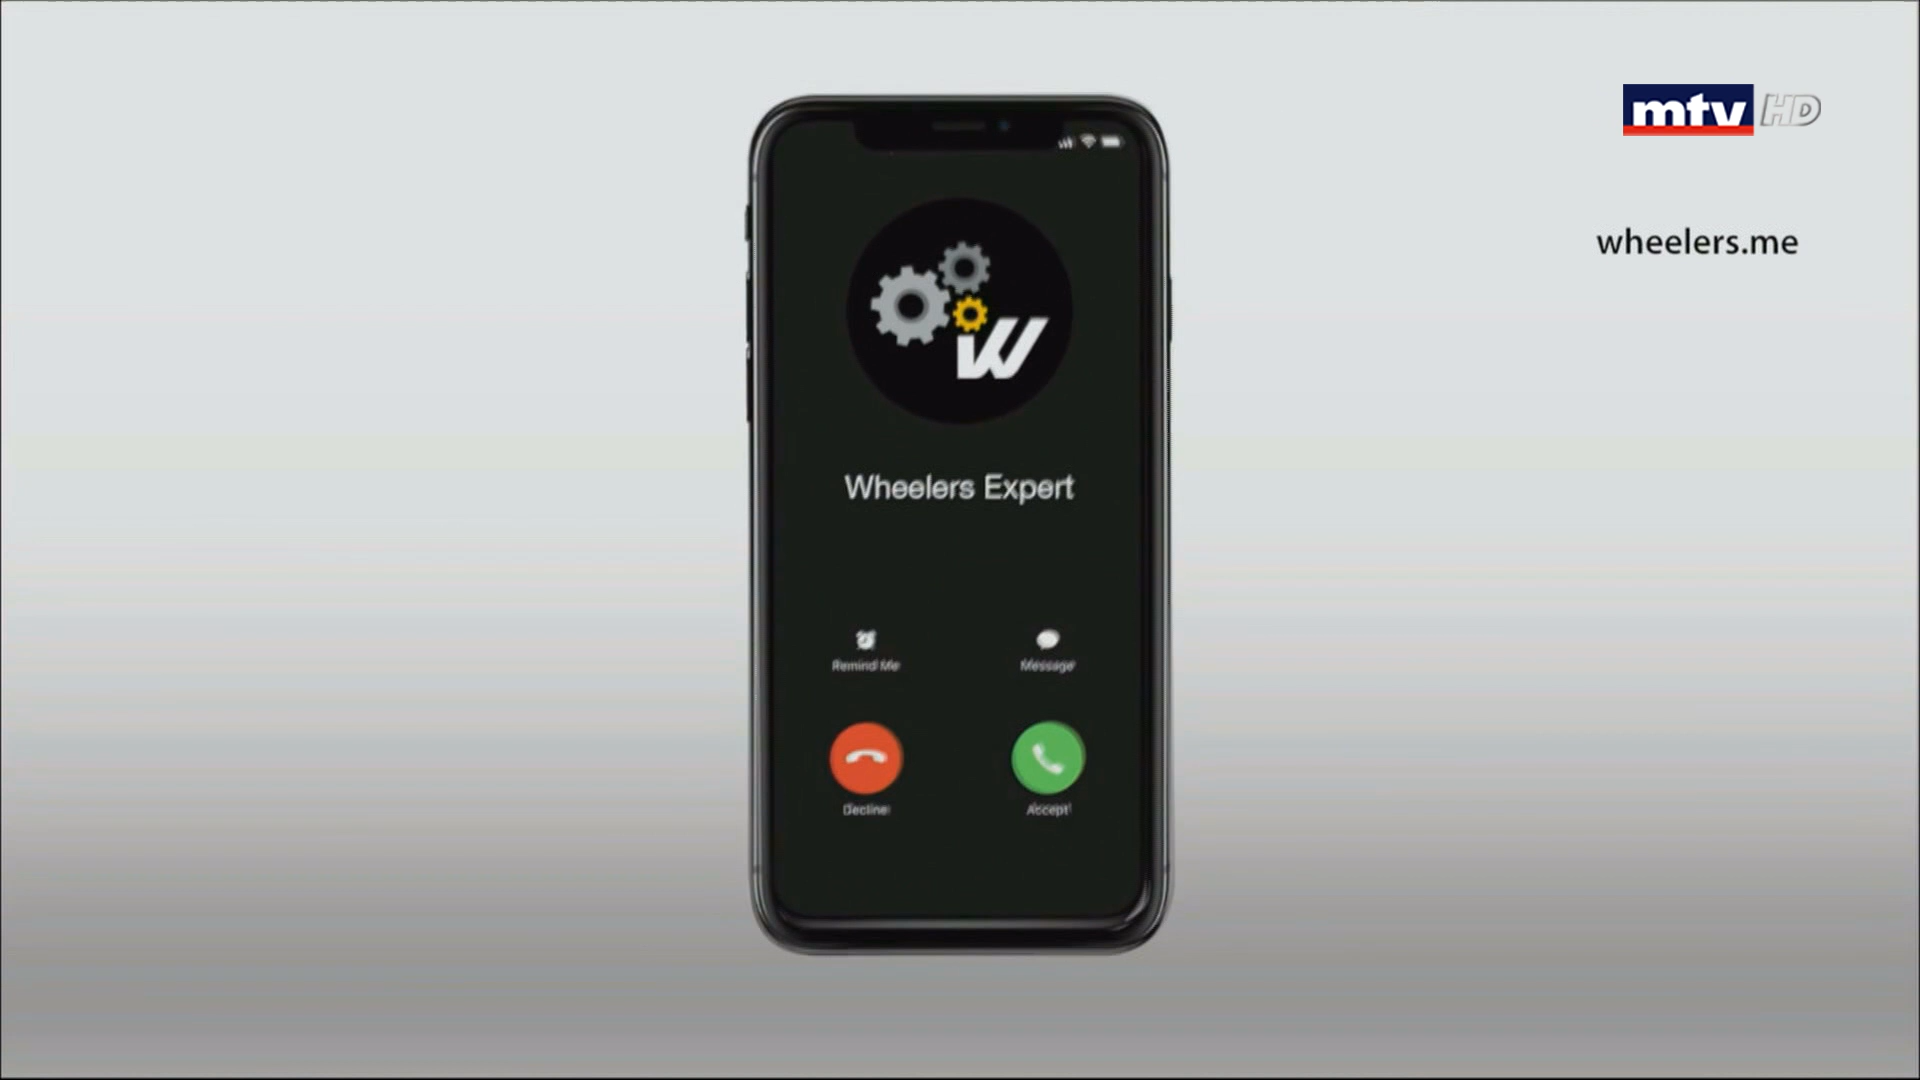 mtv HD
wheelers.me
W
Wheelers Expert
Remind Me
Message
Decline
Accept